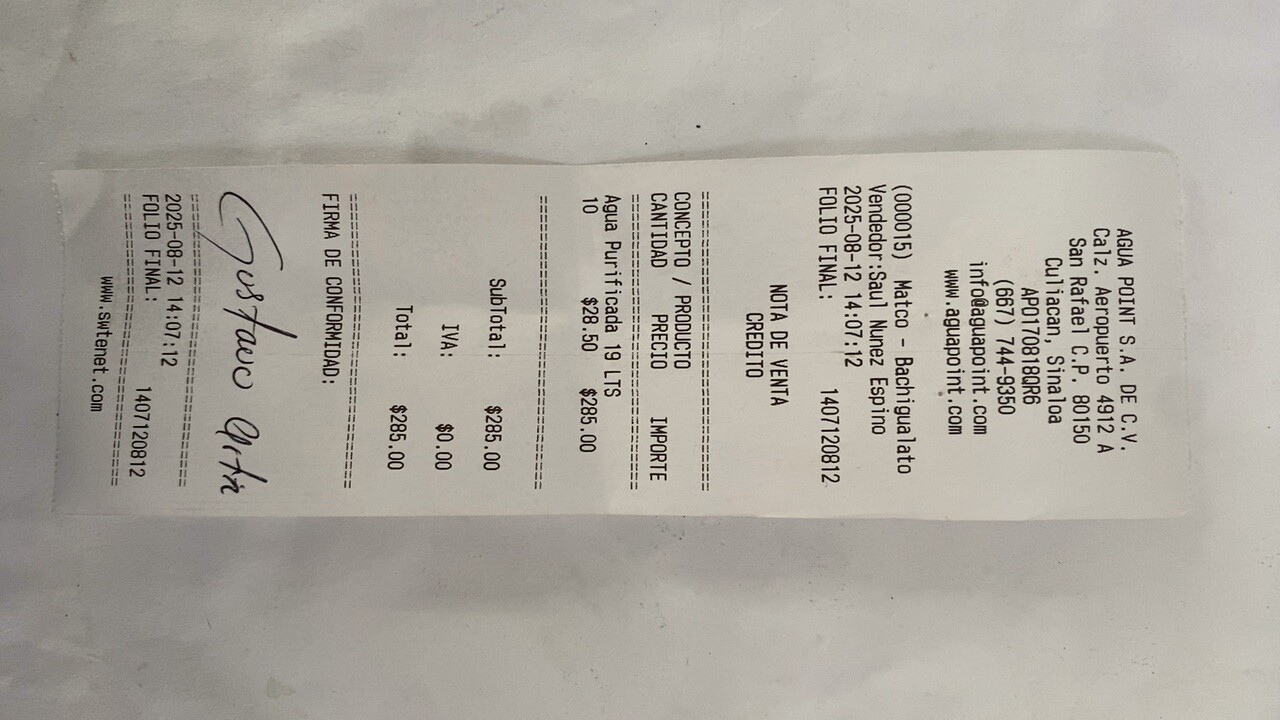 AGUA POINT S.A. DE C.V.
Calz. Aeropuerto 4912 A
San Rafael C.P. 80150
Culiacan, Sinaloa
APO170818QR6
(667) 744-9350
info@aguapoint.com
www.aguapoint.com
(000015) Matco - Bachigualato
Vendedor:Saul Nunez Espino
2025-08-12 14:07:12
FOLIO FINAL: 1407120812
NOTA DE VENTA
CREDITO
CONCEPTO / PRODUCTO
CANTIDAD PRECIO IMPORTE
Agua Purificada 19 LTS
10 $28.50 $285.00
SubTotal: $285.00
IVA: $0.00
Total: $285.00
FIRMA DE CONFORMIDAD:
Gustavo
2025-08-12 14:07:12
FOLIO FINAL: 1407120812
www.swtenet.com